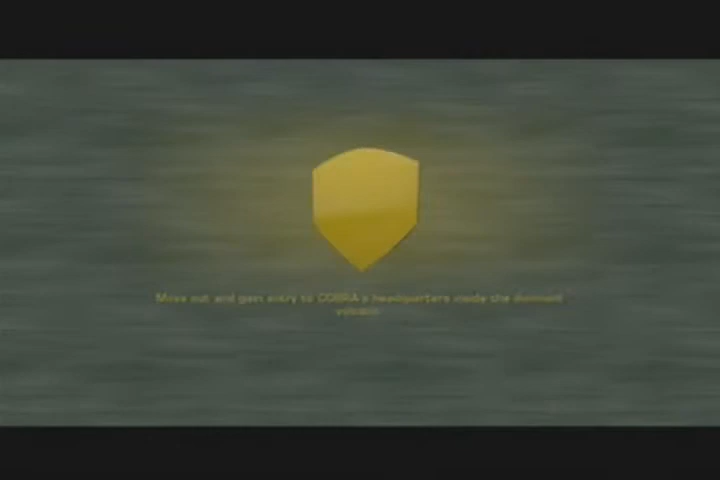 Move out and gain entry to COBRA's headquarters inside the dormant
volcano.